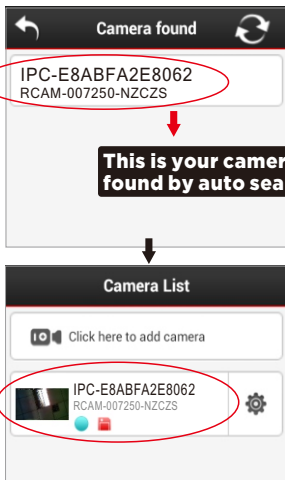 Camera found
IPC-E8ABFA2E8062
RCAM-007250-NZCZS
This is your camer
found by auto sea
Camera List
Click here to add camera
IPC-E8ABFA2E8062
RCAM-007250-NZCZS